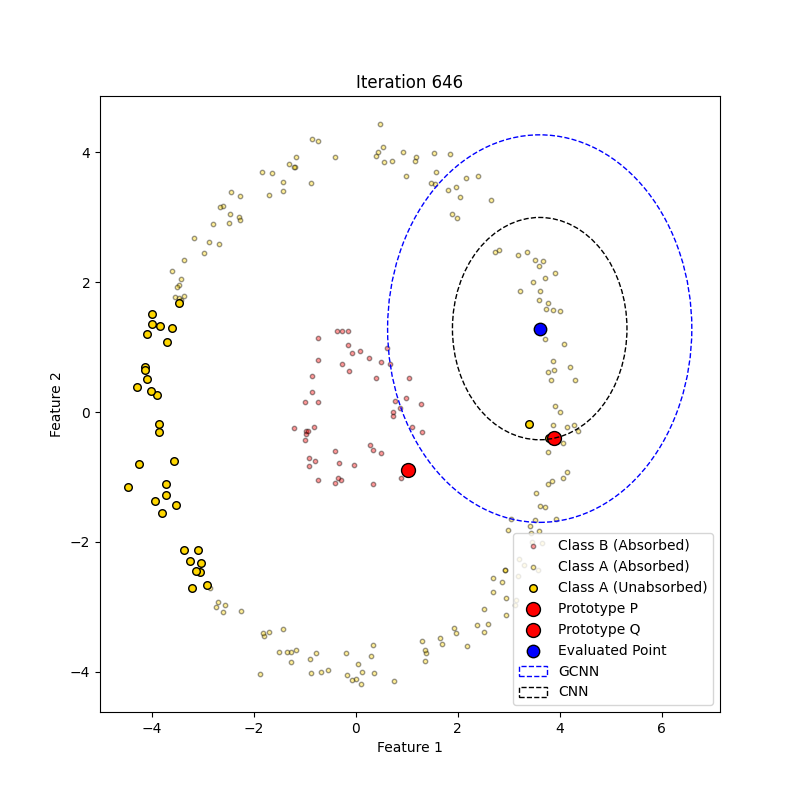 Iteration 646
4
2
0
−2
−4
Feature 2
Class B (Absorbed)
Class A (Absorbed)
Class A (Unabsorbed)
Prototype P
Prototype Q
Evaluated Point
GCNN
CNN
−4 −2 0 2 4 6
Feature 1